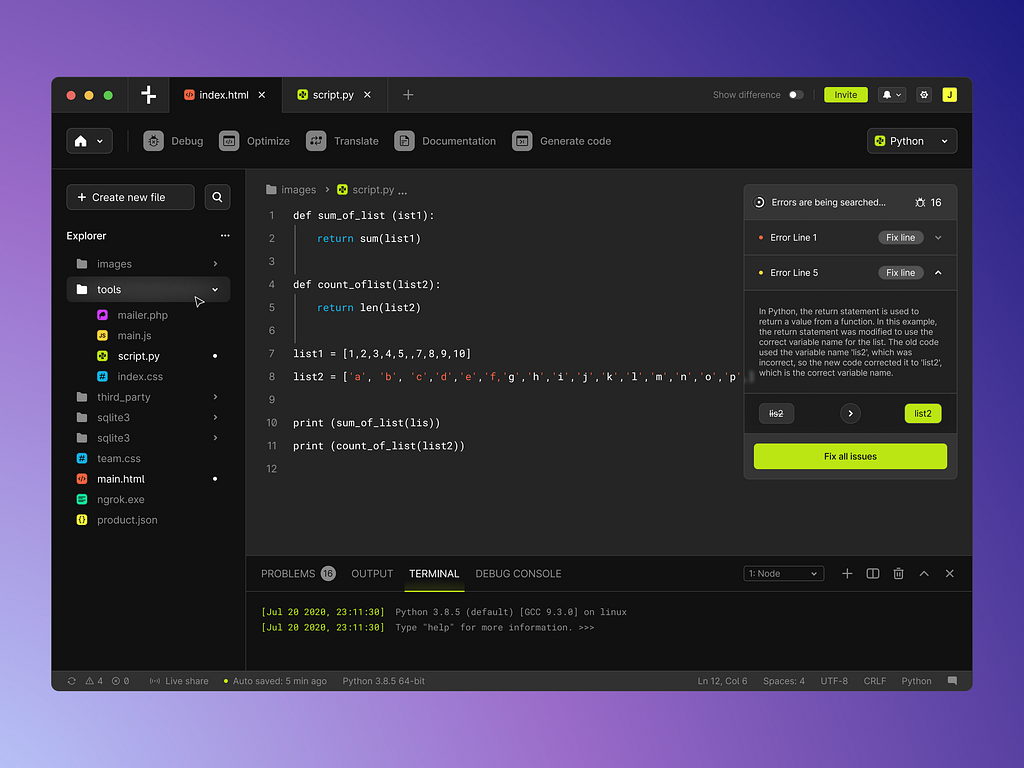 index.html
script.py
Show difference
Invite
J
Debug
Optimize
Translate
Documentation
Generate code
Python
Create new file
Explorer
images
tools
mailer.php
JS main.js
script.py
# index.css
third_party
sqlite3
sqlite3
# team.css
main.html
ngrok.exe
{} product.json
images > script.py ...
1 def sum_of_list (ist1):
2 return sum(list1)
3
4 def count_oflist(list2):
5 return len(list2)
6
7 list1 = [1,2,3,4,5,,7,8,9,10]
8 list2 = ['a', 'b', 'c','d','e','f,'g','h','i','j','k','l','m','n','o','p',
9
10 print (sum_of_list(lis))
11 print (count_of_list(list2))
12
Errors are being searched... 16
Error Line 1 Fix line
Error Line 5 Fix line
In Python, the return statement is used to
return a value from a function. In this example,
the return statement was modified to use the
correct variable name for the list. The old code
used the variable name 'lis2', which was
incorrect, so the new code corrected it to 'list2',
which is the correct variable name.
lis2 > list2
Fix all issues
PROBLEMS 16 OUTPUT TERMINAL DEBUG CONSOLE
1: Node
[Jul 20 2020, 23:11:30] Python 3.8.5 (default) [GCC 9.3.0] on linux
[Jul 20 2020, 23:11:30] Type "help" for more information. >>>
4 0 Live share Auto saved: 5 min ago Python 3.8.5 64-bit
Ln 12, Col 6 Spaces: 4 UTF-8 CRLF Python